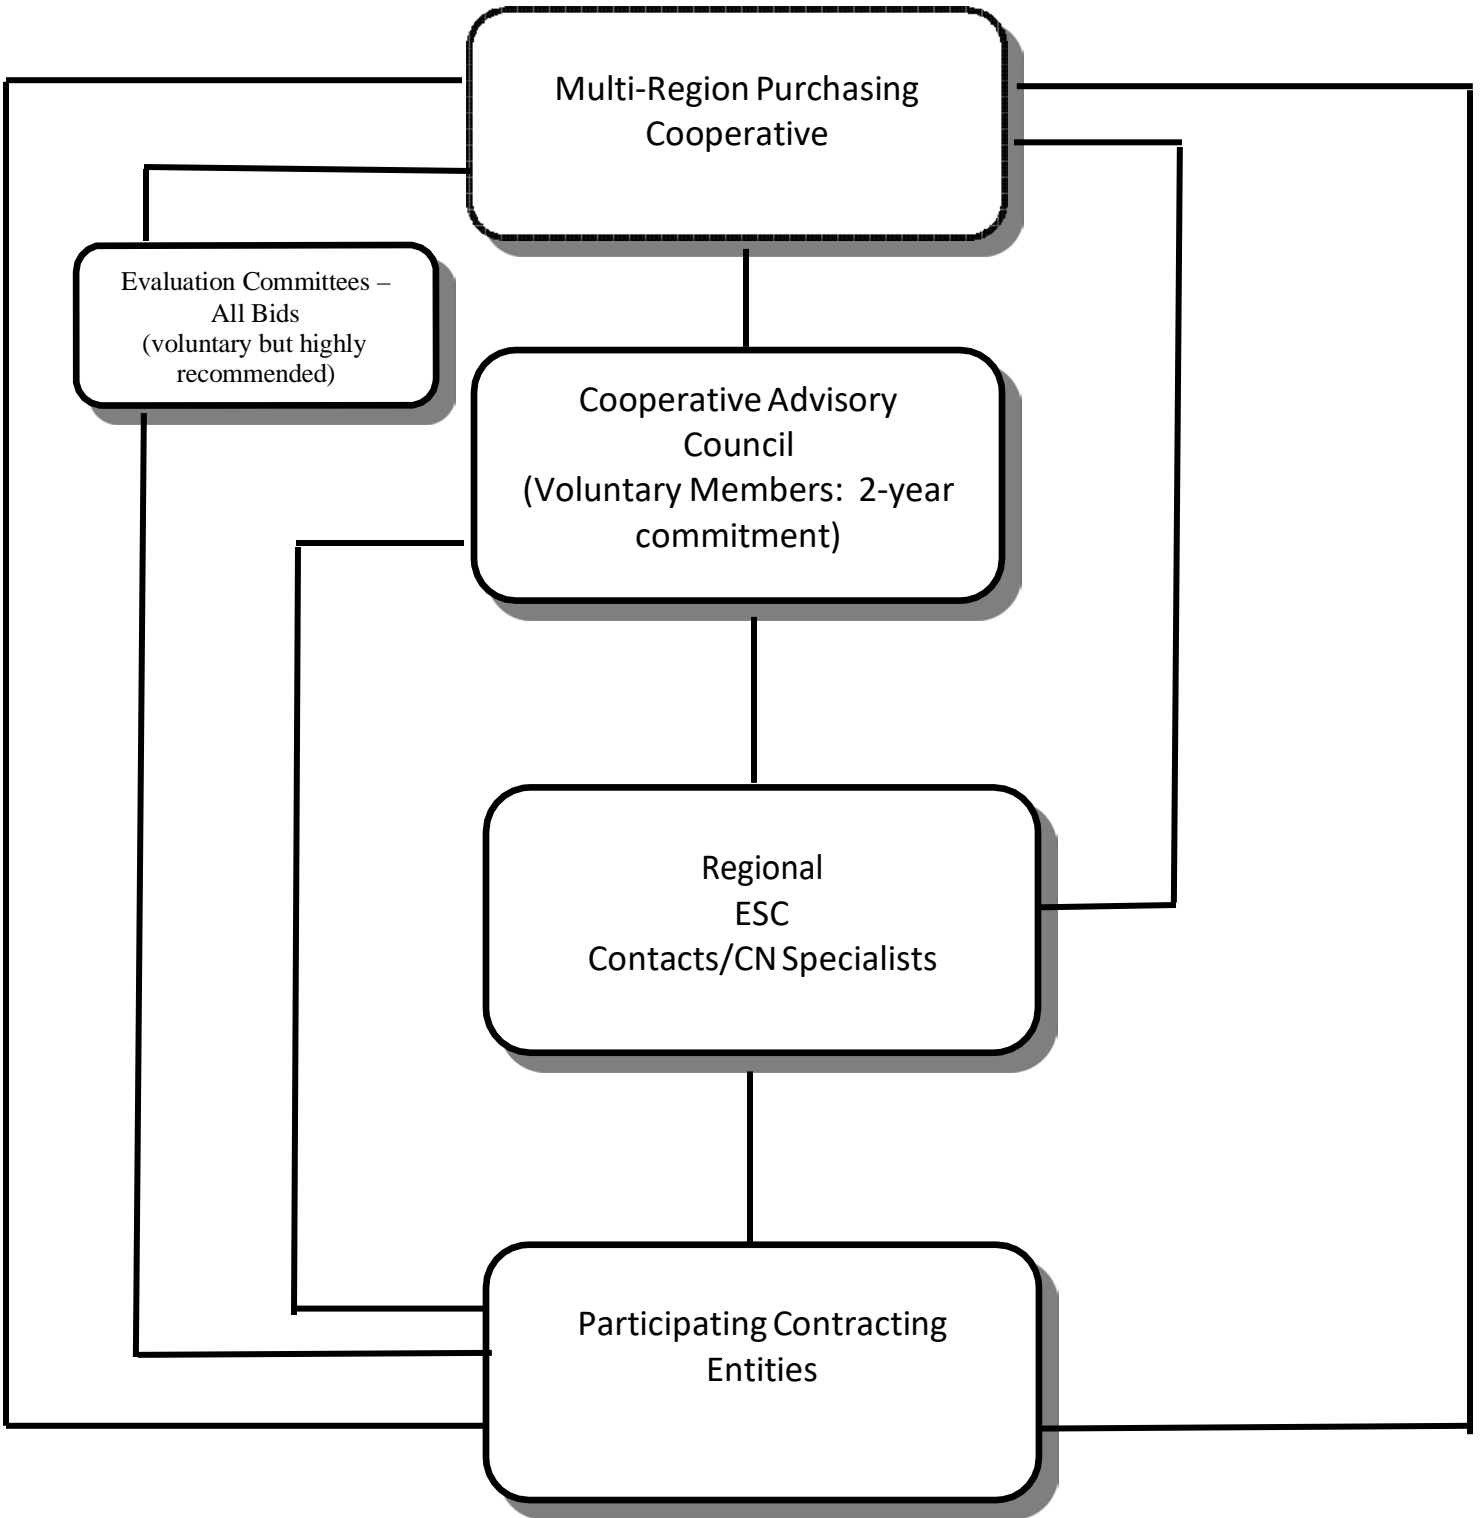 Multi-Region Purchasing
Cooperative
Evaluation Committees –
All Bids
(voluntary but highly
recommended)
Cooperative Advisory
Council
(Voluntary Members:  2-year
commitment)
Regional
ESC
Contacts/CN Specialists
Participating Contracting
Entities